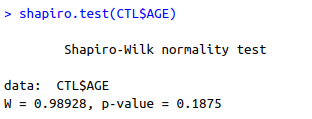 > shapiro.test(CTL$AGE)
Shapiro-Wilk normality test
data:  CTL$AGE
W = 0.98928, p-value = 0.1875